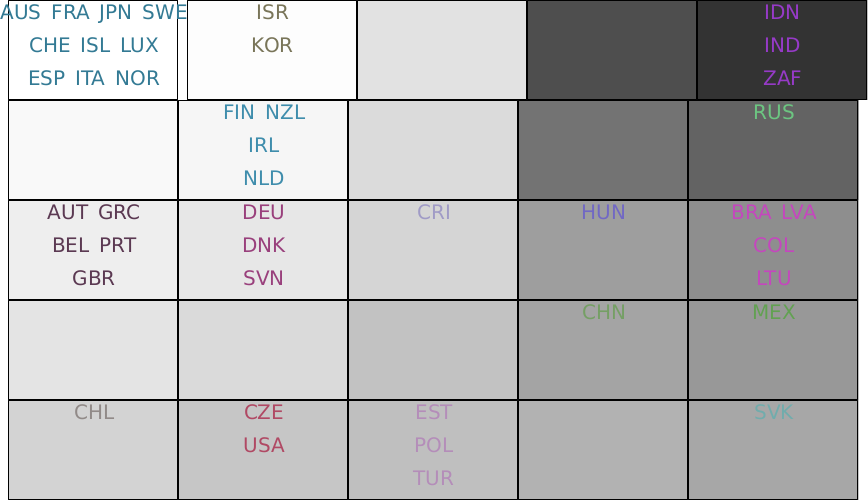 AUS FRA JPN SWE
CHE ISL LUX
ESP ITA NOR
ISR
KOR
IDN
IND
ZAF
FIN NZL
IRL
NLD
RUS
AUT GRC
BEL PRT
GBR
DEU
DNK
SVN
CRI
HUN
BRA LVA
COL
LTU
CHN
MEX
CHL
CZE
USA
EST
POL
TUR
SVK